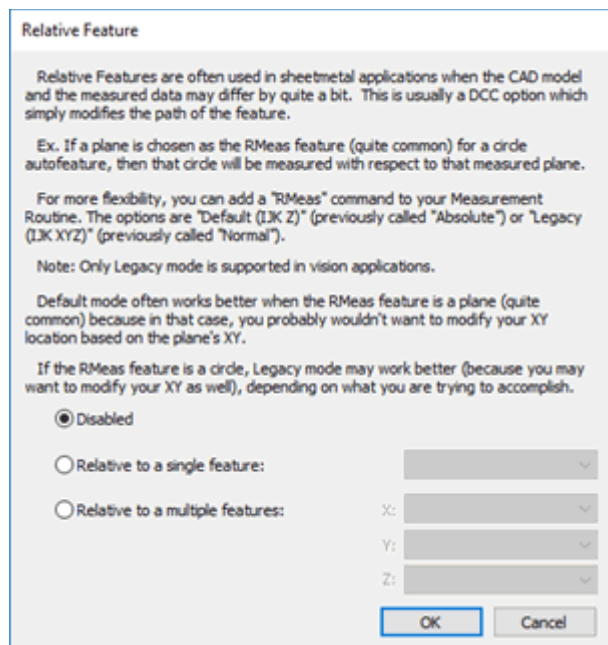 Relative Feature
Relative Features are often used in sheetmetal applications when the CAD model
and the measured data may differ by quite a bit. This is usually a DCC option which
simply modifies the path of the feature.
Ex. If a plane is chosen as the RMeas feature (quite common) for a circle
autofeature, then that circle will be measured with respect to that measured plane.
For more flexibility, you can add a "RMeas" command to your Measurement
Routine. The options are "Default (IJK Z)" (previously called "Absolute") or "Legacy
(IJK XYZ)" (previously called "Normal").
Note: Only Legacy mode is supported in vision applications.
Default mode often works better when the RMeas feature is a plane (quite
common) because in that case, you probably wouldn't want to modify your XY
location based on the plane's XY.
If the RMeas feature is a circle, Legacy mode may work better (because you may
want to modify your XY as well), depending on what you are trying to accomplish.
Disabled
Relative to a single feature:
Relative to a multiple features: X:
Y:
Z:
OK Cancel